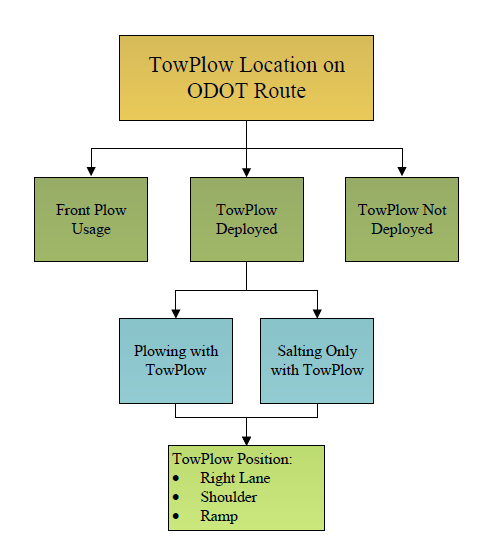 TowPlow Location on
ODOT Route
Front Plow
Usage
TowPlow
Deployed
TowPlow Not
Deployed
Plowing with
TowPlow
Salting Only
with TowPlow
TowPlow Position:
• Right Lane
• Shoulder
• Ramp